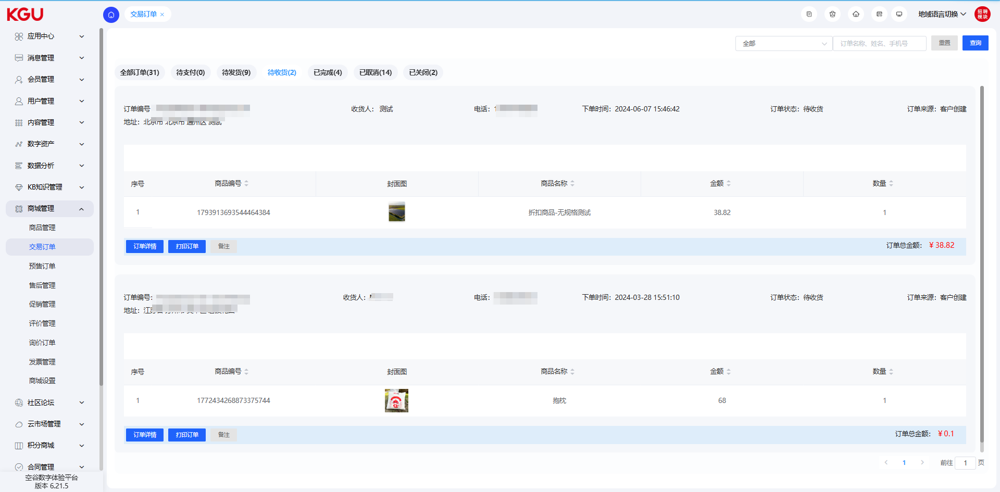 KGU
交易订单
地域语言切换
招聘
模块
应用中心
消息管理
会员管理
用户管理
内容管理
数字资产
数据分析
KB知识管理
商城管理
商品管理
交易订单
预售订单
售后管理
促销管理
评价管理
询价订单
发票管理
商城设置
社区论坛
云市场管理
积分商城
合同管理
空谷数字体验平台
版本 6.21.5
全部 订单名称、姓名、手机号 重置 查询
全部订单(31) 待支付(0) 待发货(9) 待收货(2) 已完成(4) 已取消(14) 已关闭(2)
订单编号 收货人： 测试 电话： 下单时间：2024-06-07 15:46:42 订单状态：待收货 订单来源：客户创建
地址：北京市 北京市 通州区 测试
序号 商品编号 封面图 商品名称 金额 数量
1 1793913693544464384 折扣商品-无规格测试 38.82 1
订单详情 打印订单 备注 订单总金额： ¥ 38.82
订单编号： 收货人： 电话： 下单时间：2024-03-28 15:51:10 订单状态：待收货 订单来源：客户创建
地址：江苏
序号 商品编号 封面图 商品名称 金额 数量
1 1772434268873375744 抱枕 68 1
订单详情 打印订单 备注 订单总金额： ¥ 0.1
1 前往 1 页